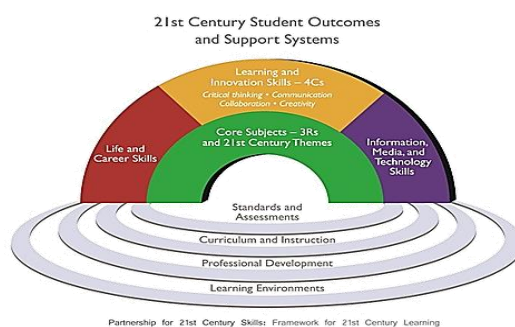 21st Century Student Outcomes
and Support Systems
Learning and
Innovation Skills – 4Cs
Critical thinking • Communication
Collaboration • Creativity
Core Subjects – 3Rs
and 21st Century Themes
Life and
Career Skills
Information,
Media, and
Technology
Skills
Standards and
Assessments
Curriculum and Instruction
Professional Development
Learning Environments
Partnership for 21st Century Skills: Framework for 21st Century Learning